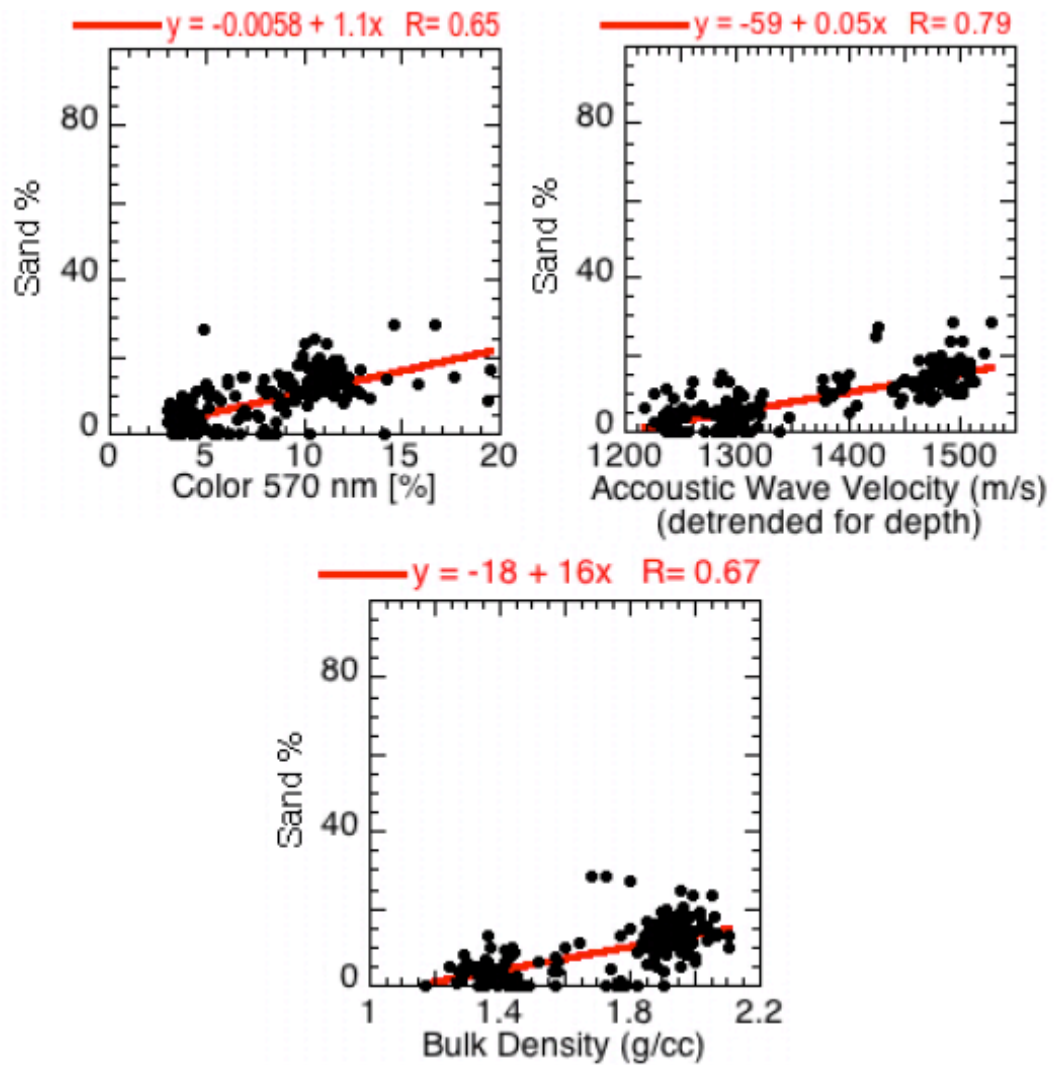 y = -0.0058 + 1.1x R= 0.65
80
40
0
Sand %
0 5 10 15 20
Color 570 nm [%]
y = -59 + 0.05x R= 0.79
80
40
0
Sand %
1200 1300 1400 1500
Accoustic Wave Velocity (m/s)
(detrended for depth)
y = -18 + 16x R= 0.67
80
40
0
Sand %
1 1.4 1.8 2.2
Bulk Density (g/cc)